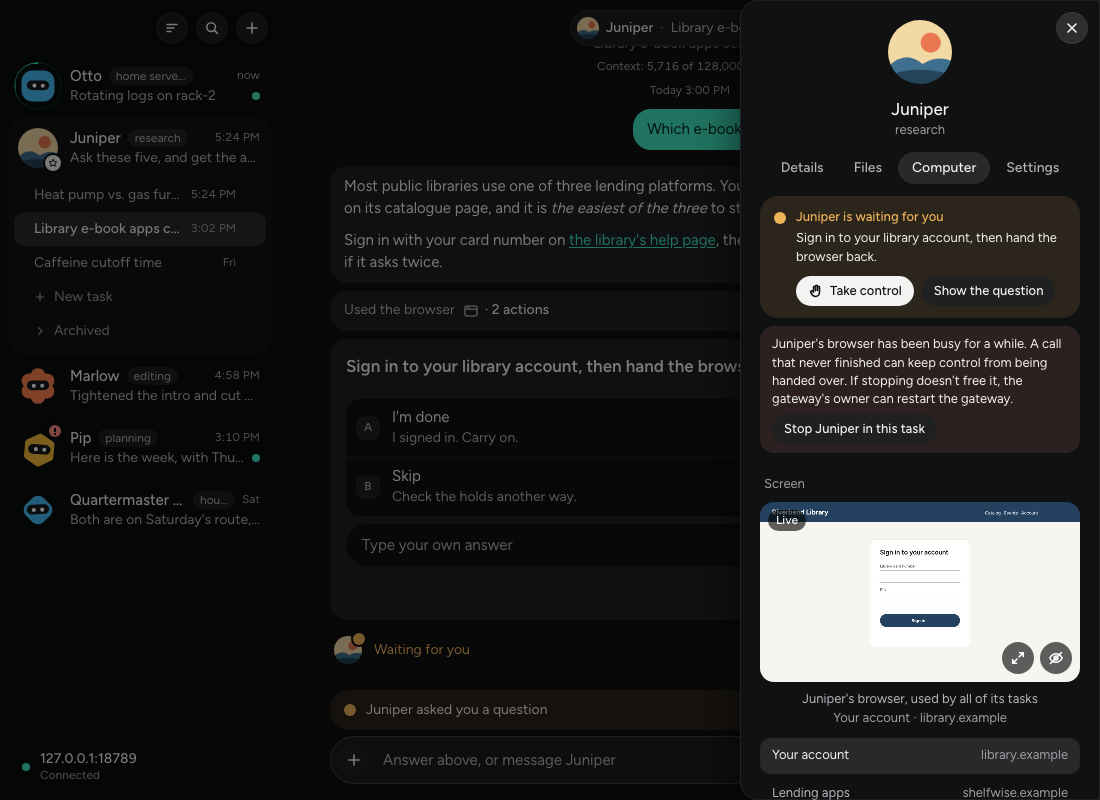 Otto
home serve...
now
Rotating logs on rack-2
Juniper
research
5:24 PM
Ask these five, and get the a...
Heat pump vs. gas fur...
5:24 PM
Library e-book apps c...
3:02 PM
Caffeine cutoff time
Fri
+ New task
> Archived
Marlow
editing
4:58 PM
Tightened the intro and cut ...
Pip
planning
3:10 PM
Here is the week, with Thu...
Quartermaster ...
hou...
Sat
Both are on Saturday's route,...
127.0.0.1:18789
Connected
Juniper · Library e-b
Context: 5,716 of 128,000
Today 3:00 PM
Which e-book
Most public libraries use one of three lending platforms. You
on its catalogue page, and it is the easiest of the three to st
Sign in with your card number on the library's help page, the
if it asks twice.
Used the browser · 2 actions
Sign in to your library account, then hand the brows
A
I'm done
I signed in. Carry on.
B
Skip
Check the holds another way.
Type your own answer
Waiting for you
Juniper asked you a question
Answer above, or message Juniper
Juniper
research
Details
Files
Computer
Settings
Juniper is waiting for you
Sign in to your library account, then hand the
browser back.
Take control
Show the question
Juniper's browser has been busy for a while. A call
that never finished can keep control from being
handed over. If stopping doesn't free it, the
gateway's owner can restart the gateway.
Stop Juniper in this task
Screen
Riverbend Library
Catalog Events Account
Live
Sign in to your account
Library card number
Sign in
Juniper's browser, used by all of its tasks
Your account · library.example
Your account
library.example
Lending apps
shelfwise.example